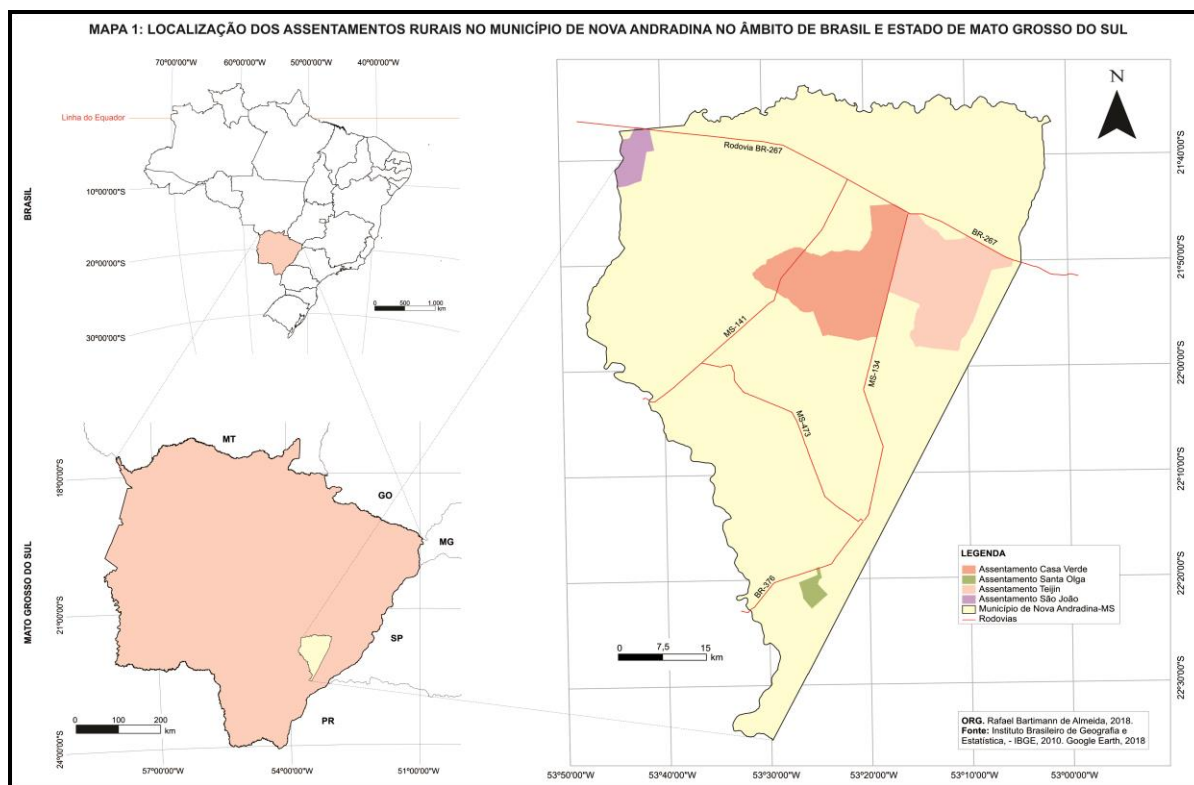 MAPA 1: LOCALIZAÇÃO DOS ASSENTAMENTOS RURAIS NO MUNICÍPIO DE NOVA ANDRADINA NO ÂMBITO DE BRASIL E ESTADO DE MATO GROSSO DO SUL
70°00'00"W
60°00'00"W
50°00'00"W
40°00'00"W
Linha do Equador
10°00'00"S
20°00'00"S
30°00'00"S
BRASIL
0 500 1,000
km
MATO GROSSO DO SUL
MT
GO
MG
SP
PR
18°00'00"S
21°00'00"S
24°00'00"S
0 100 200
km
57°00'00"W
54°00'00"W
51°00'00"W
N
Rodovia BR-267
BR-267
MS-141
MS-134
MS-473
BR-376
21°40'00"S
21°50'00"S
22°00'00"S
22°10'00"S
22°20'00"S
22°30'00"S
0 7,5 15
km
LEGENDA
Assentamento Casa Verde
Assentamento Santa Olga
Assentamento Teijin
Assentamento São João
Município de Nova Andradina-MS
Rodovias
ORG. Rafael Bartimann de Almeida, 2018.
Fonte: Instituto Brasileiro de Geografia e
Estatística, - IBGE, 2010. Google Earth, 2018
53°50'00"W
53°40'00"W
53°30'00"W
53°20'00"W
53°10'00"W
53°00'00"W